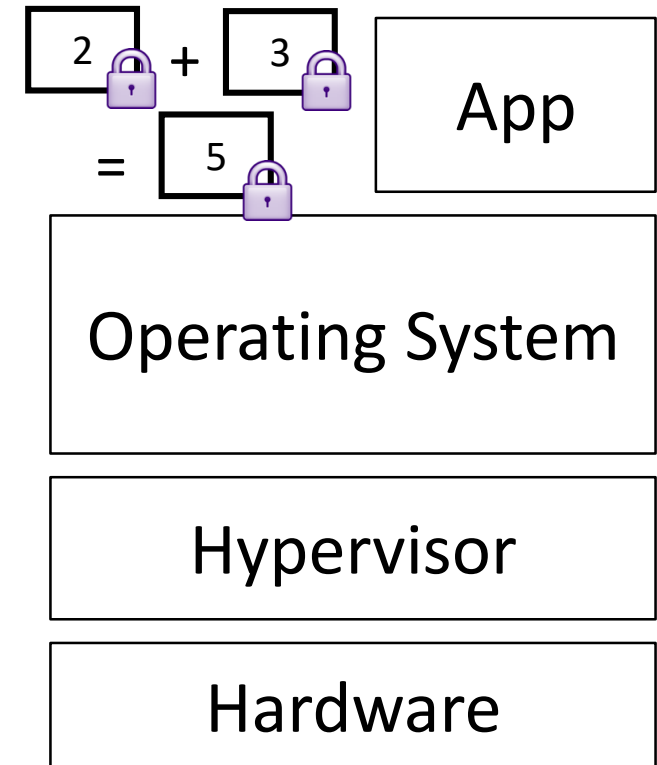 2 + 3
= 5
App
Operating System
Hypervisor
Hardware